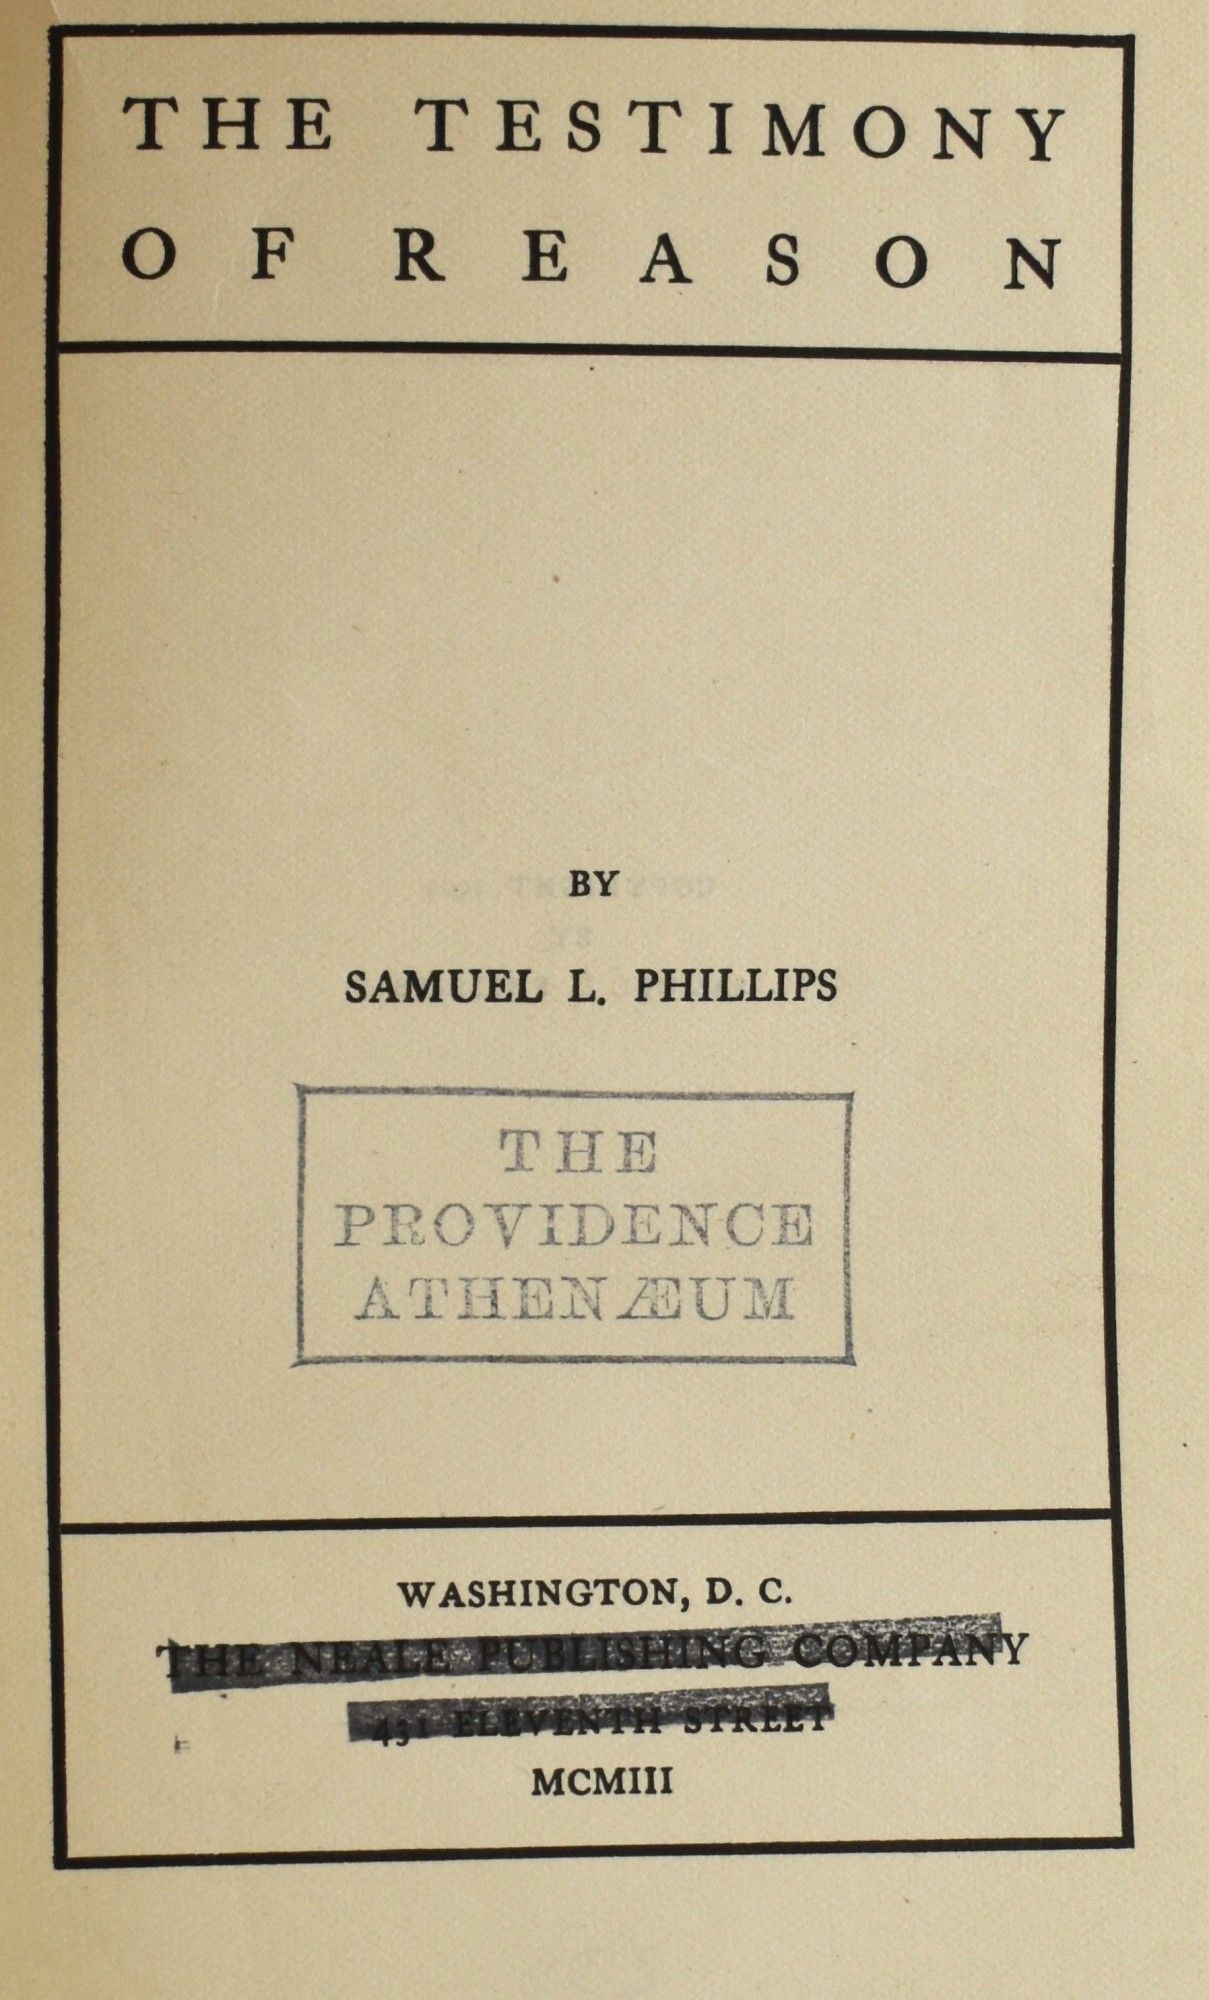 THE TESTIMONY
OF REASON
BY
SAMUEL L. PHILLIPS
THE
PROVIDENCE
ATHENÆUM
WASHINGTON, D. C.
THE NEALE PUBLISHING COMPANY
431 ELEVENTH STREET
MCMIII